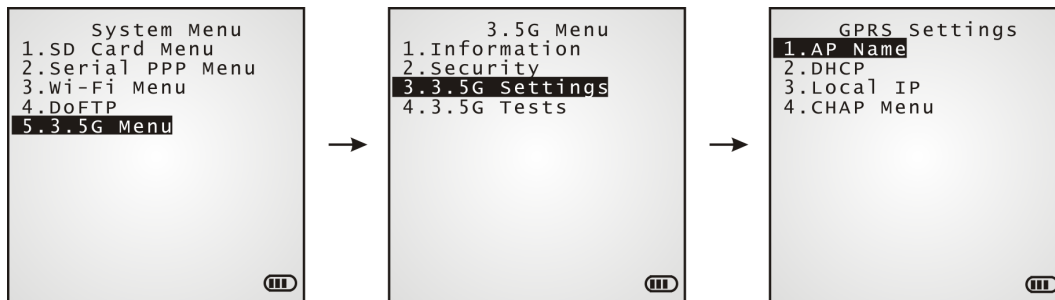 System Menu
1.SD Card Menu
2.Serial PPP Menu
3.Wi-Fi Menu
4.DoFTP
5.3.5G Menu
3.5G Menu
1.Information
2.Security
3.3.5G Settings
4.3.5G Tests
GPRS Settings
1.AP Name
2.DHCP
3.Local IP
4.CHAP Menu